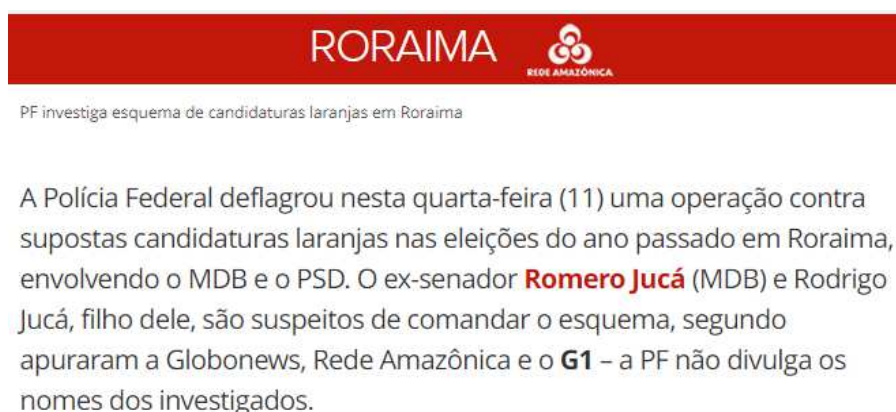 RORAIMA
REDE AMAZÔNICA
PF investiga esquema de candidaturas laranjas em Roraima
A Polícia Federal deflagrou nesta quarta-feira (11) uma operação contra
supostas candidaturas laranjas nas eleições do ano passado em Roraima,
envolvendo o MDB e o PSD. O ex-senador Romero Jucá (MDB) e Rodrigo
Jucá, filho dele, são suspeitos de comandar o esquema, segundo
apuraram a Globonews, Rede Amazônica e o G1 – a PF não divulga os
nomes dos investigados.